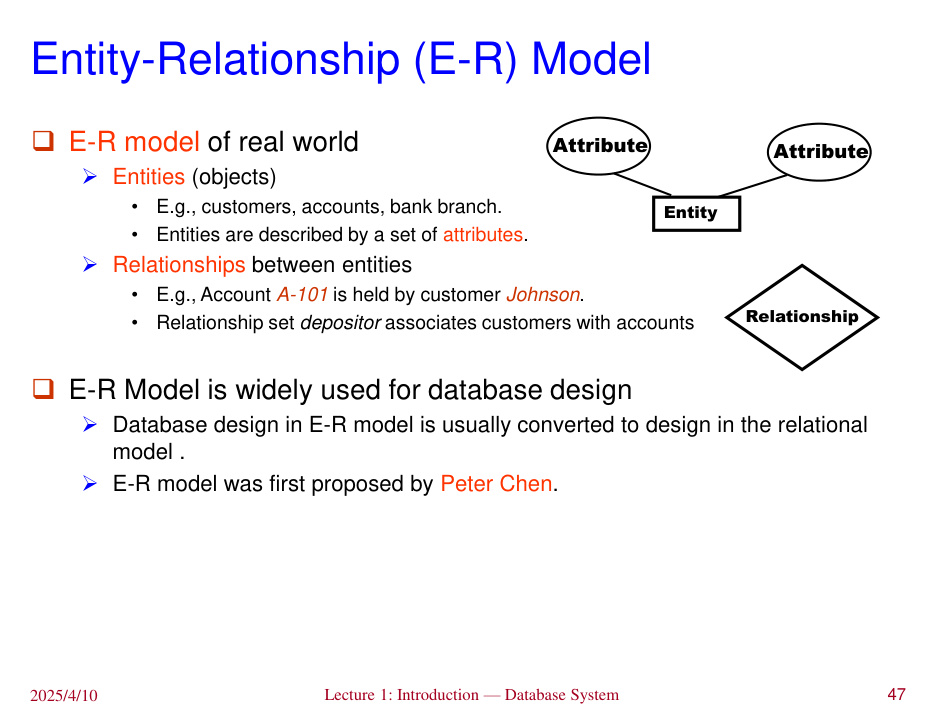 Entity-Relationship (E-R) Model
❑ E-R model of real world
➢ Entities (objects)
• E.g., customers, accounts, bank branch.
• Entities are described by a set of attributes.
➢ Relationships between entities
• E.g., Account A-101 is held by customer Johnson.
• Relationship set depositor associates customers with accounts
Attribute
Attribute
Entity
Relationship
❑ E-R Model is widely used for database design
➢ Database design in E-R model is usually converted to design in the relational
model .
➢ E-R model was first proposed by Peter Chen.
2025/4/10
Lecture 1: Introduction — Database System
47